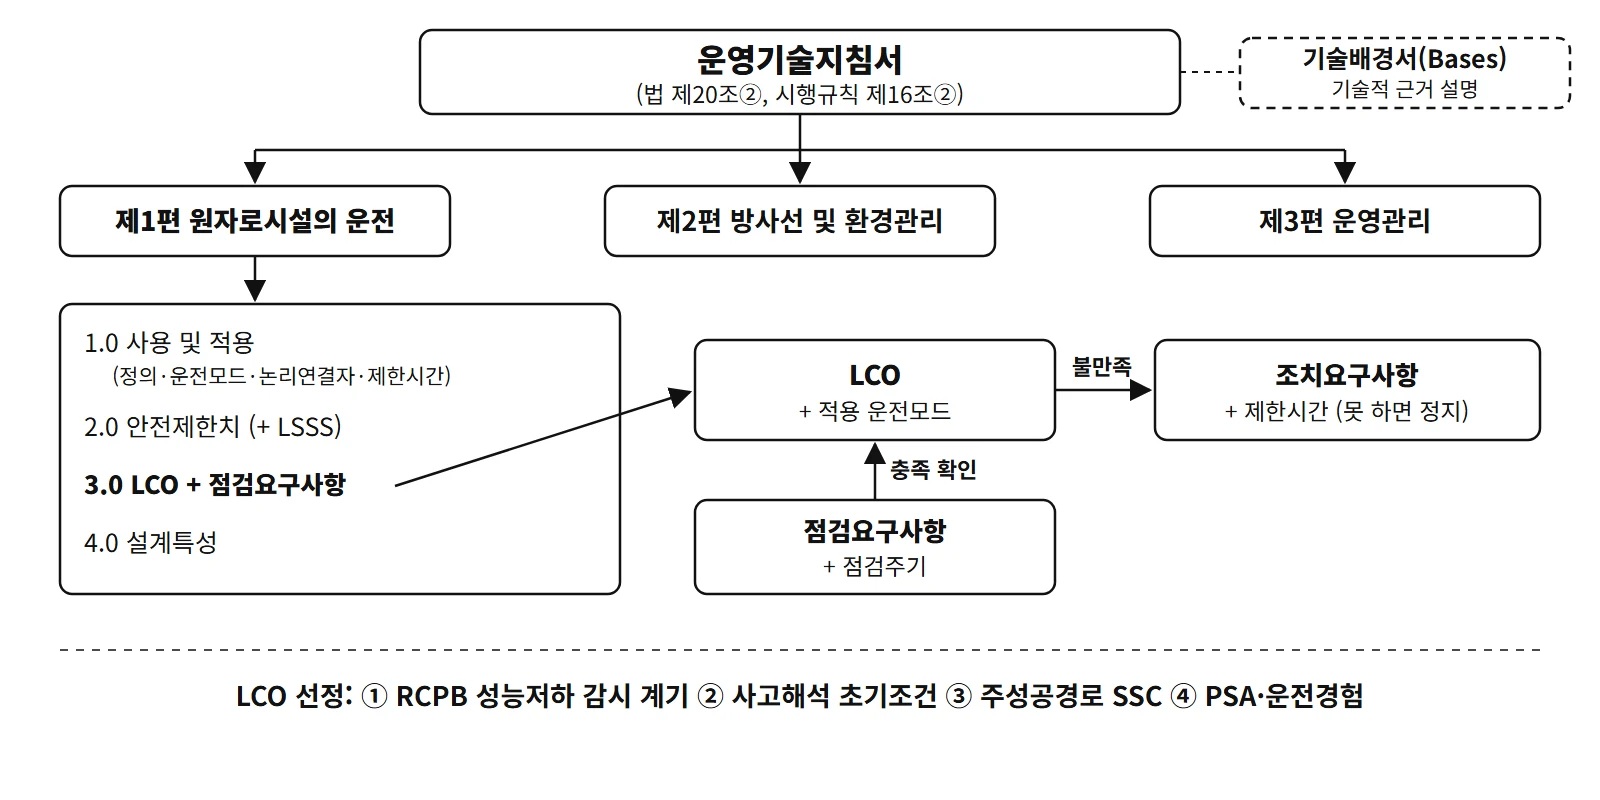 운영기술지침서
(법 제20조②, 시행규칙 제16조②)
기술배경서(Bases)
기술적 근거 설명
제1편 원자로시설의 운전
제2편 방사선 및 환경관리
제3편 운영관리
1.0 사용 및 적용
(정의·운전모드·논리연결자·제한시간)
2.0 안전제한치 (+ LSSS)
3.0 LCO + 점검요구사항
4.0 설계특성
LCO
+ 적용 운전모드
불만족
조치요구사항
+ 제한시간 (못 하면 정지)
충족 확인
점검요구사항
+ 점검주기
LCO 선정: ① RCPB 성능저하 감시 계기 ② 사고해석 초기조건 ③ 주성공경로 SSC ④ PSA·운전경험